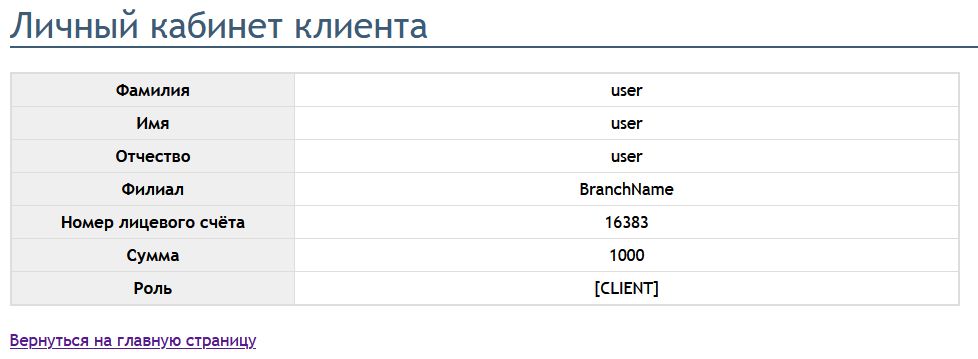 Личный кабинет клиента
Фамилия user
Имя user
Отчество user
Филиал BranchName
Номер лицевого счёта 16383
Сумма 1000
Роль [CLIENT]
Вернуться на главную страницу